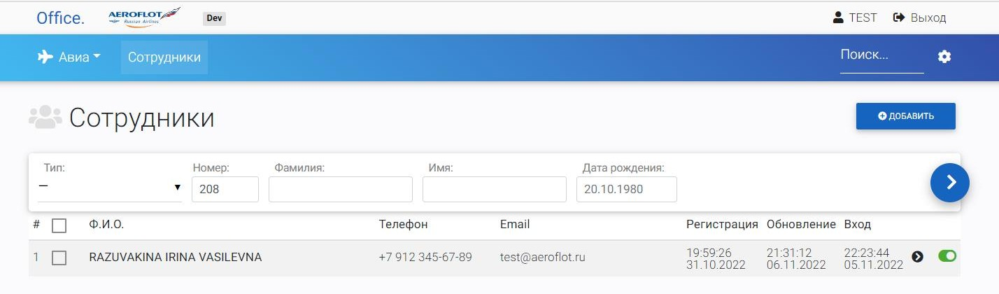 Office. AEROFLOT Russian Airlines Dev TEST Выход
Авиа Сотрудники Поиск...
Сотрудники ДОБАВИТЬ
Тип: Номер: Фамилия: Имя: Дата рождения:
— 208 20.10.1980
# Ф.И.О. Телефон Email Регистрация Обновление Вход
1 RAZUVAKINA IRINA VASILEVNA +7 912 345-67-89 test@aeroflot.ru 19:59:26 21:31:12 22:23:44
31.10.2022 06.11.2022 05.11.2022